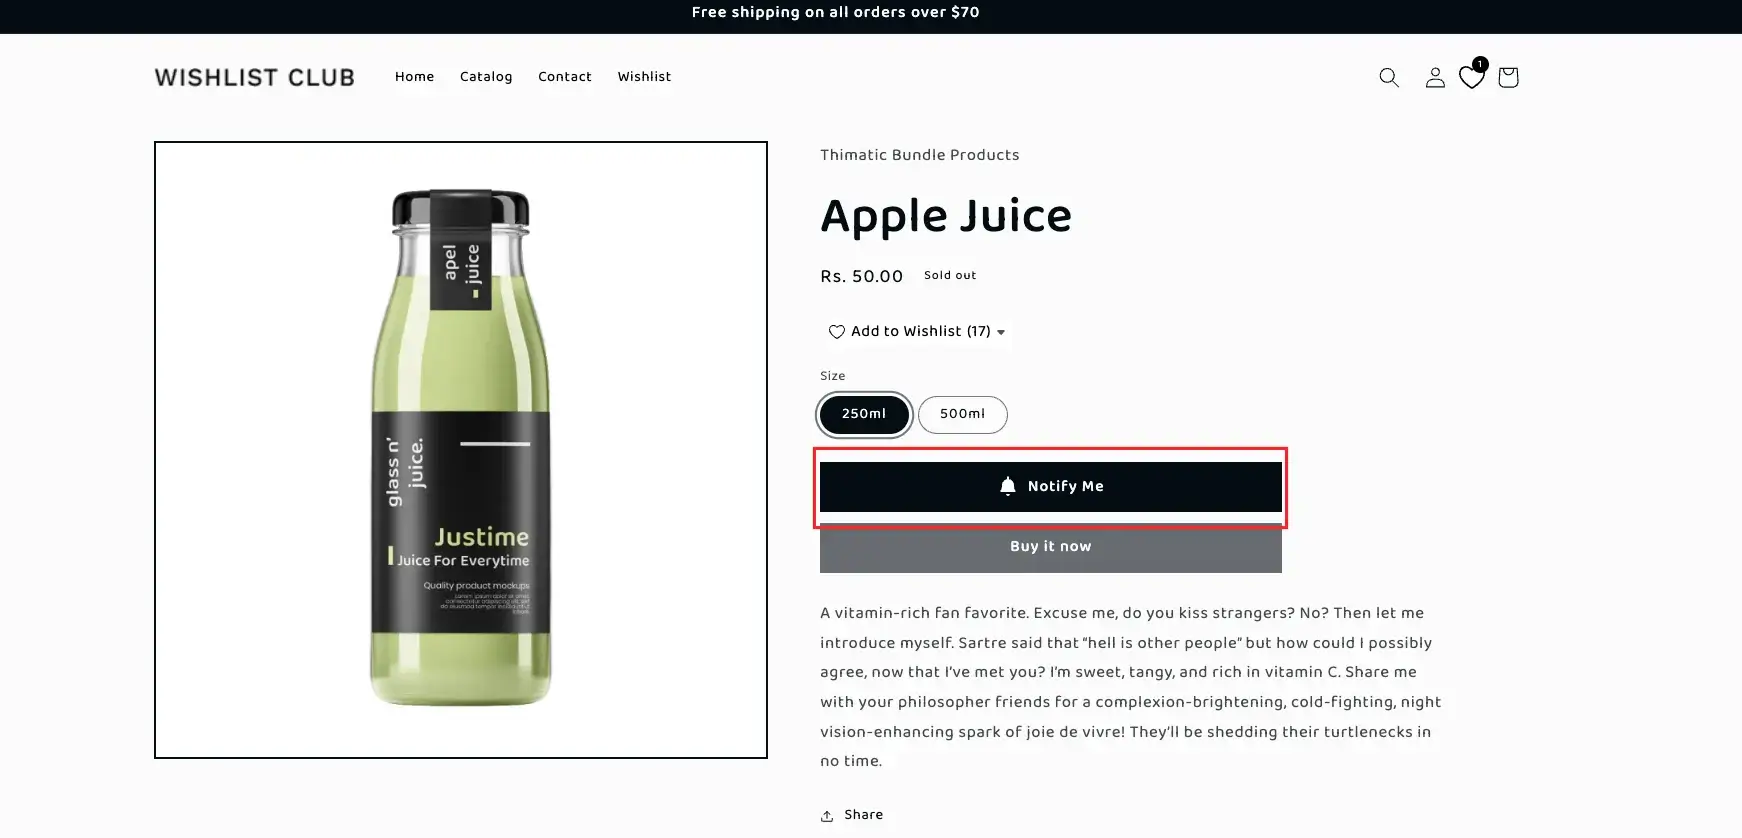 Free shipping on all orders over $70
WISHLIST CLUB
Home Catalog Contact Wishlist
1
apel
juice
glass n'
juice.
Justime
Juice For Everytime
Quality product mockups
Thimatic Bundle Products
Apple Juice
Rs. 50.00 Sold out
Add to Wishlist (17)
Size
250ml 500ml
Notify Me
Buy it now
A vitamin-rich fan favorite. Excuse me, do you kiss strangers? No? Then let me
introduce myself. Sartre said that “hell is other people” but how could I possibly
agree, now that I’ve met you? I’m sweet, tangy, and rich in vitamin C. Share me
with your philosopher friends for a complexion-brightening, cold-fighting, night
vision-enhancing spark of joie de vivre! They’ll be shedding their turtlenecks in
no time.
Share